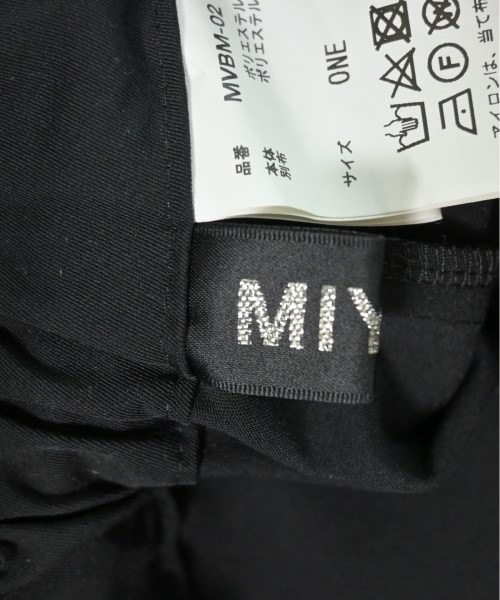 品番 MVBM-02
本体 ポリエステル
別布 ポリエステル
サイズ ONE
アイロンは、当て布
MIY